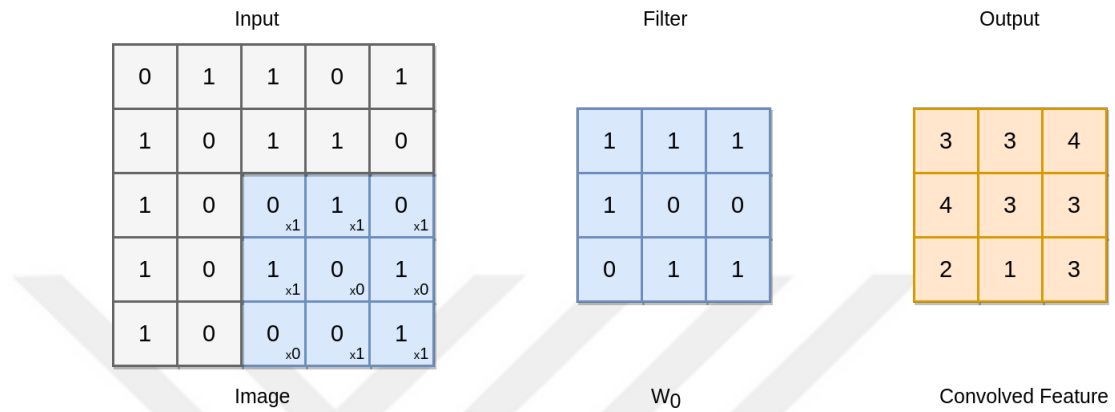 Input Filter Output
0 1 1 0 1
1 0 1 1 0 1 1 1 3 3 4
1 0 0 x1 1 x1 0 x1 1 0 0 4 3 3
1 0 1 x1 0 x0 1 x0 0 1 1 2 1 3
1 0 0 x0 0 x1 1 x1
Image W0 Convolved Feature